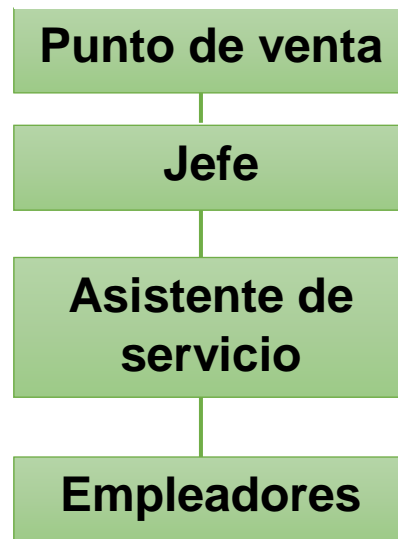 Punto de venta
Jefe
Asistente de
servicio
Empleadores